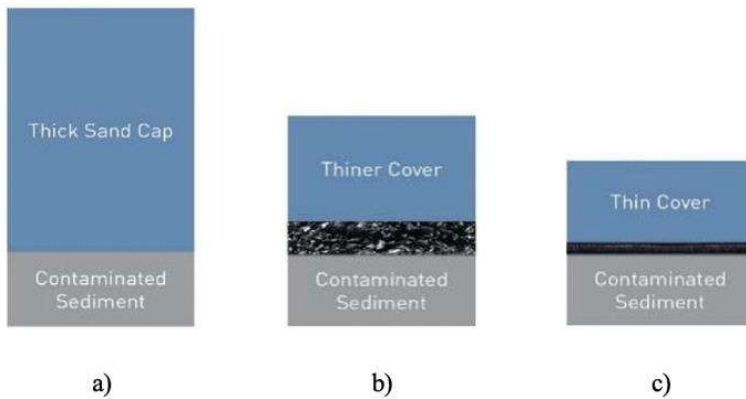 Thick Sand Cap
Contaminated
Sediment
a)
Thiner Cover
Contaminated
Sediment
b)
Thin Cover
Contaminated
Sediment
c)